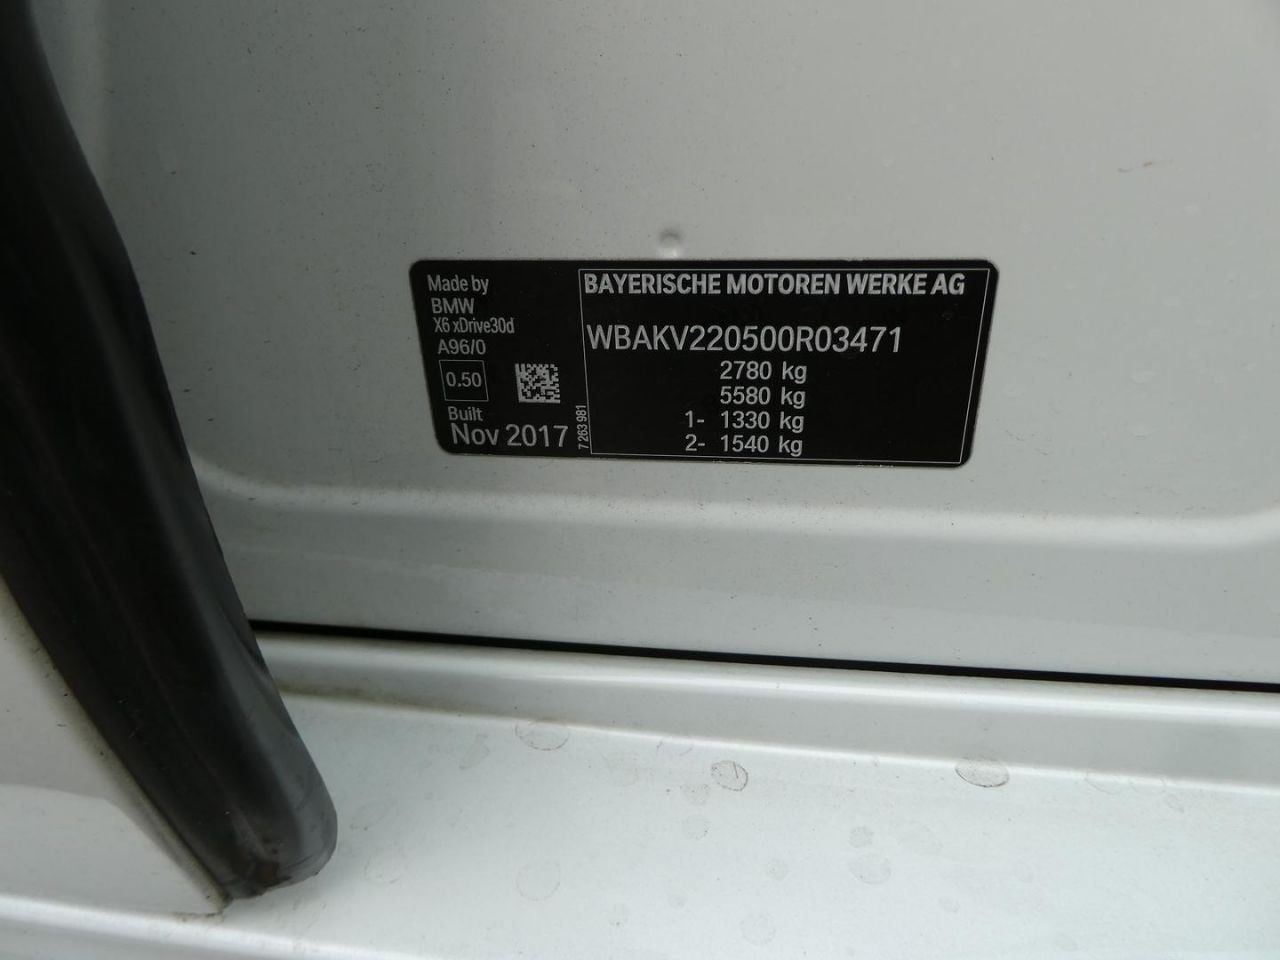 Made by
BMW
X6 xDrive30d
A96/0
0.50
Built
Nov 2017
7 263 981
BAYERISCHE MOTOREN WERKE AG
WBAKV220500R03471
2780 kg
5580 kg
1- 1330 kg
2- 1540 kg